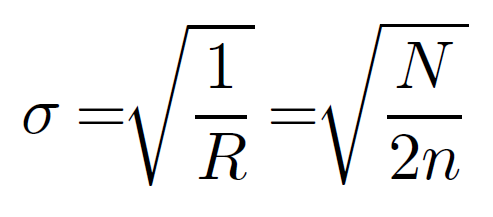 σ = √(1/R) = √(N/2n)